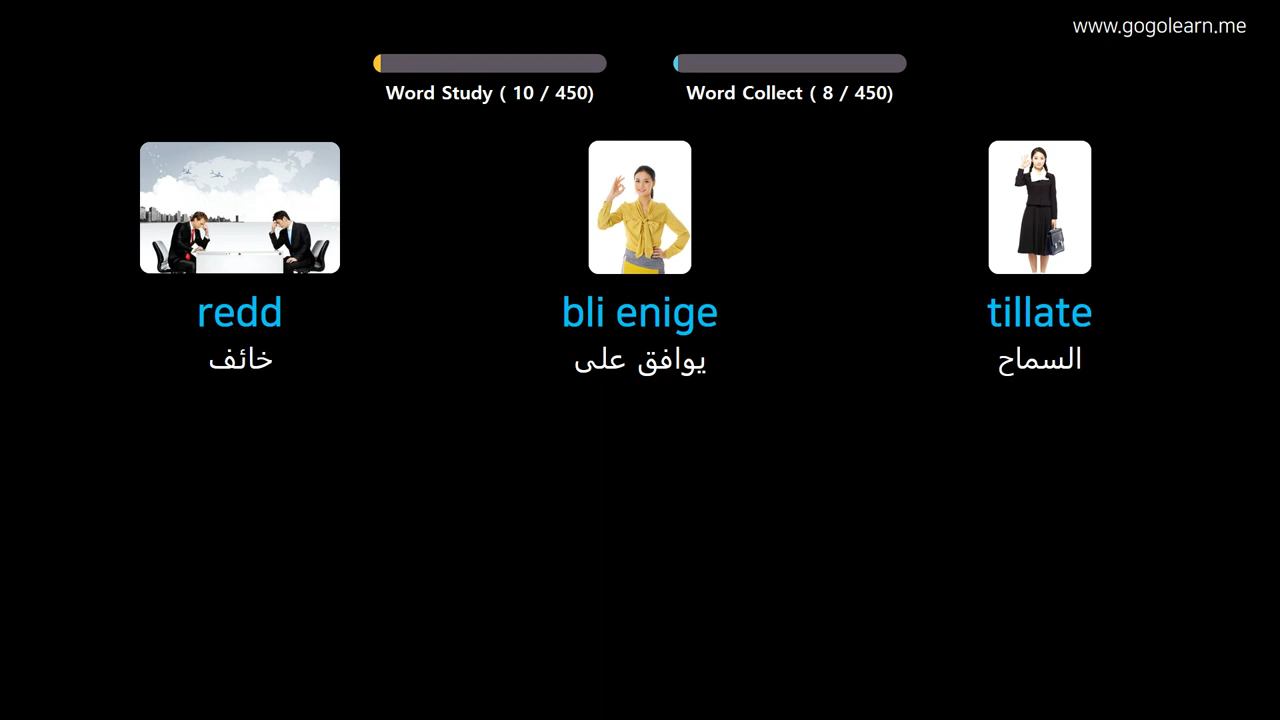 www.gogolearn.me
Word Study ( 10 / 450)
Word Collect ( 8 / 450)
redd
خائف
bli enige
يوافق على
tillate
السماح